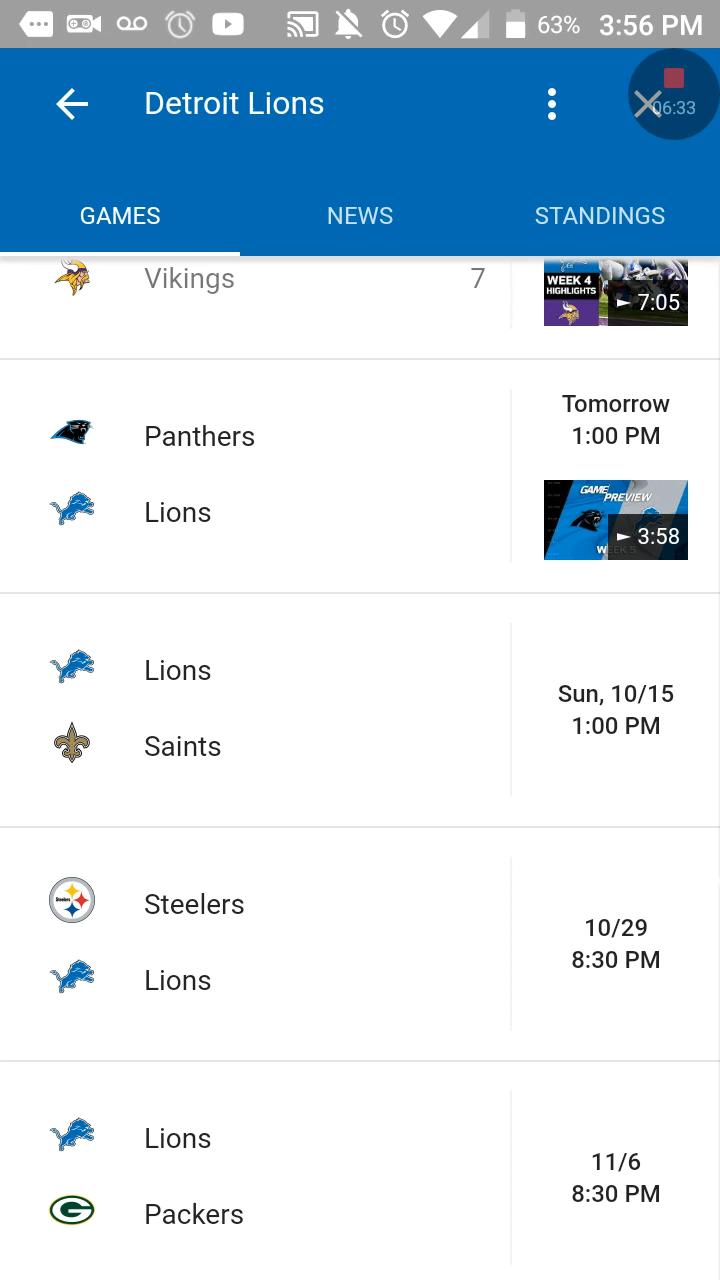 63% 3:56 PM
Detroit Lions
06:33
GAMES NEWS STANDINGS
Vikings 7
WEEK 4
HIGHLIGHTS
7:05
Panthers
Lions
Tomorrow
1:00 PM
GAME PREVIEW
3:58
WEEK 5
Lions
Saints
Sun, 10/15
1:00 PM
Steelers
Steelers
Lions
10/29
8:30 PM
Lions
Packers
11/6
8:30 PM